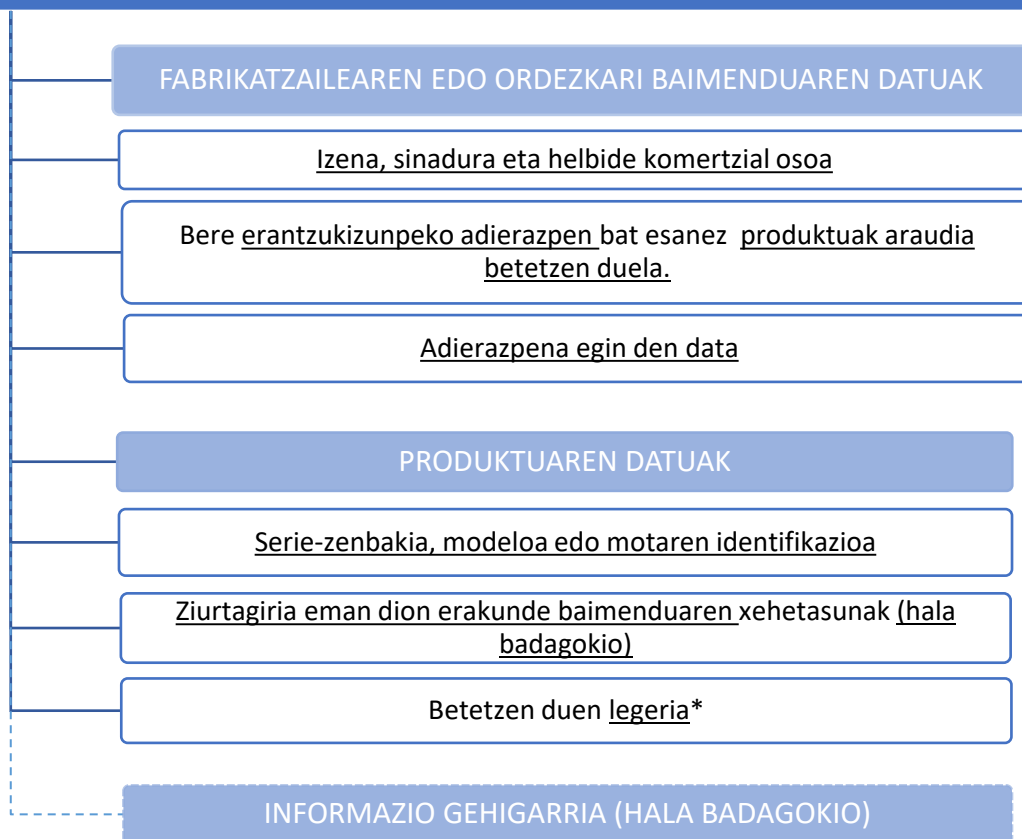 FABRIKATZAILEAREN EDO ORDEZKARI BAIMENDUAREN DATUAK
Izena, sinadura eta helbide komertzial osoa
Bere erantzukizunpeko adierazpen bat esanez produktuak araudia
betetzen duela.
Adierazpena egin den data
PRODUKTUAREN DATUAK
Serie-zenbakia, modeloa edo motaren identifikazioa
Ziurtagiria eman dion erakunde baimenduaren xehetasunak (hala
badagokio)
Betetzen duen legeria*
INFORMAZIO GEHIGARRIA (HALA BADAGOKIO)